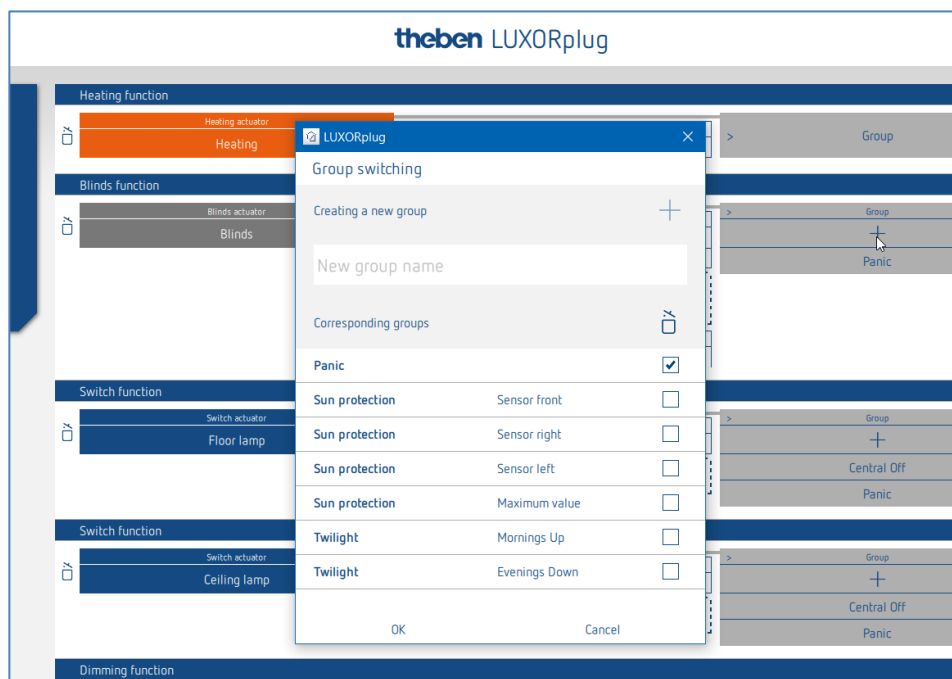 theben LUXORplug
Heating function
Heating actuator
Heating
> Group
Blinds function
Blinds actuator
Blinds
> Group
+
Panic
LUXORplug
Group switching
Creating a new group +
New group name
Corresponding groups
Panic
Sun protection Sensor front
Sun protection Sensor right
Sun protection Sensor left
Sun protection Maximum value
Twilight Mornings Up
Twilight Evenings Down
OK Cancel
Switch function
Switch actuator
Floor lamp
> Group
+
Central Off
Panic
Switch function
Switch actuator
Ceiling lamp
> Group
+
Central Off
Panic
Dimming function